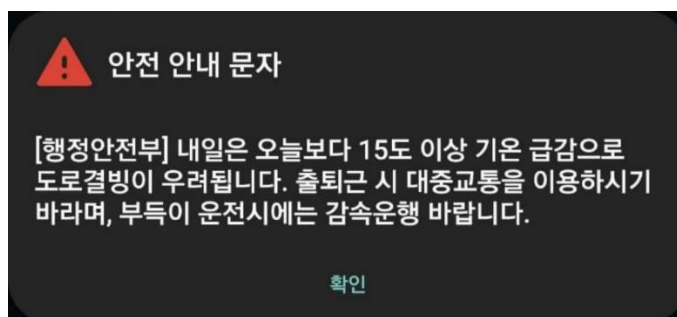 안전 안내 문자
[행정안전부] 내일은 오늘보다 15도 이상 기온 급감으로
도로결빙이 우려됩니다. 출퇴근 시 대중교통을 이용하시기
바라며, 부득이 운전시에는 감속운행 바랍니다.
확인